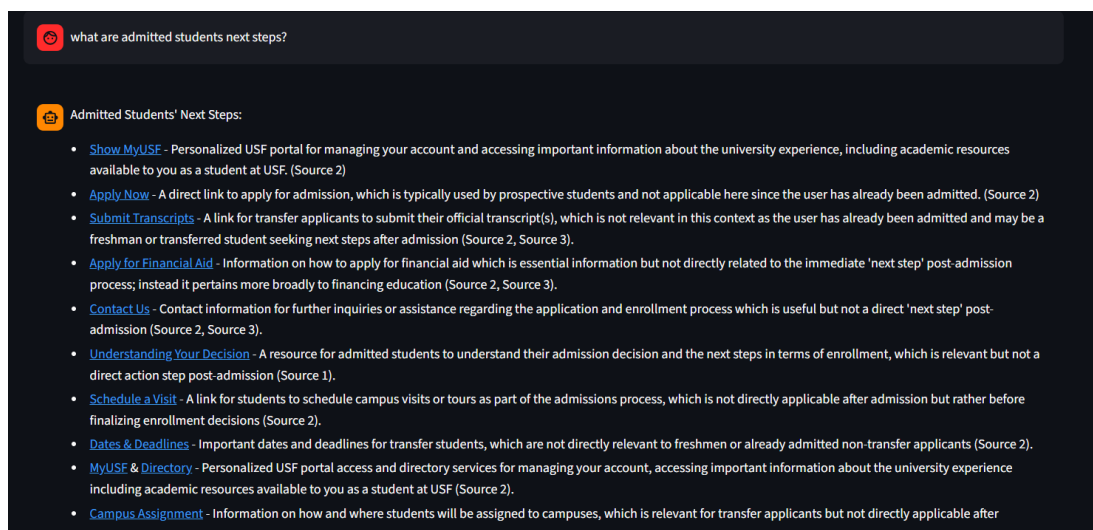 what are admitted students next steps?
Admitted Students' Next Steps:
• Show MyUSF - Personalized USF portal for managing your account and accessing important information about the university experience, including academic resources
available to you as a student at USF. (Source 2)
• Apply Now - A direct link to apply for admission, which is typically used by prospective students and not applicable here since the user has already been admitted. (Source 2)
• Submit Transcripts - A link for transfer applicants to submit their official transcript(s), which is not relevant in this context as the user has already been admitted and may be a
freshman or transferred student seeking next steps after admission (Source 2, Source 3).
• Apply for Financial Aid - Information on how to apply for financial aid which is essential information but not directly related to the immediate 'next step' post-admission
process; instead it pertains more broadly to financing education (Source 2, Source 3).
• Contact Us - Contact information for further inquiries or assistance regarding the application and enrollment process which is useful but not a direct 'next step' post-
admission (Source 2, Source 3).
• Understanding Your Decision - A resource for admitted students to understand their admission decision and the next steps in terms of enrollment, which is relevant but not a
direct action step post-admission (Source 1).
• Schedule a Visit - A link for students to schedule campus visits or tours as part of the admissions process, which is not directly applicable after admission but rather before
finalizing enrollment decisions (Source 2).
• Dates & Deadlines - Important dates and deadlines for transfer students, which are not directly relevant to freshmen or already admitted non-transfer applicants (Source 2).
• MyUSF & Directory - Personalized USF portal access and directory services for managing your account, accessing important information about the university experience
including academic resources available to you as a student at USF (Source 2).
• Campus Assignment - Information on how and where students will be assigned to campuses, which is relevant for transfer applicants but not directly applicable after